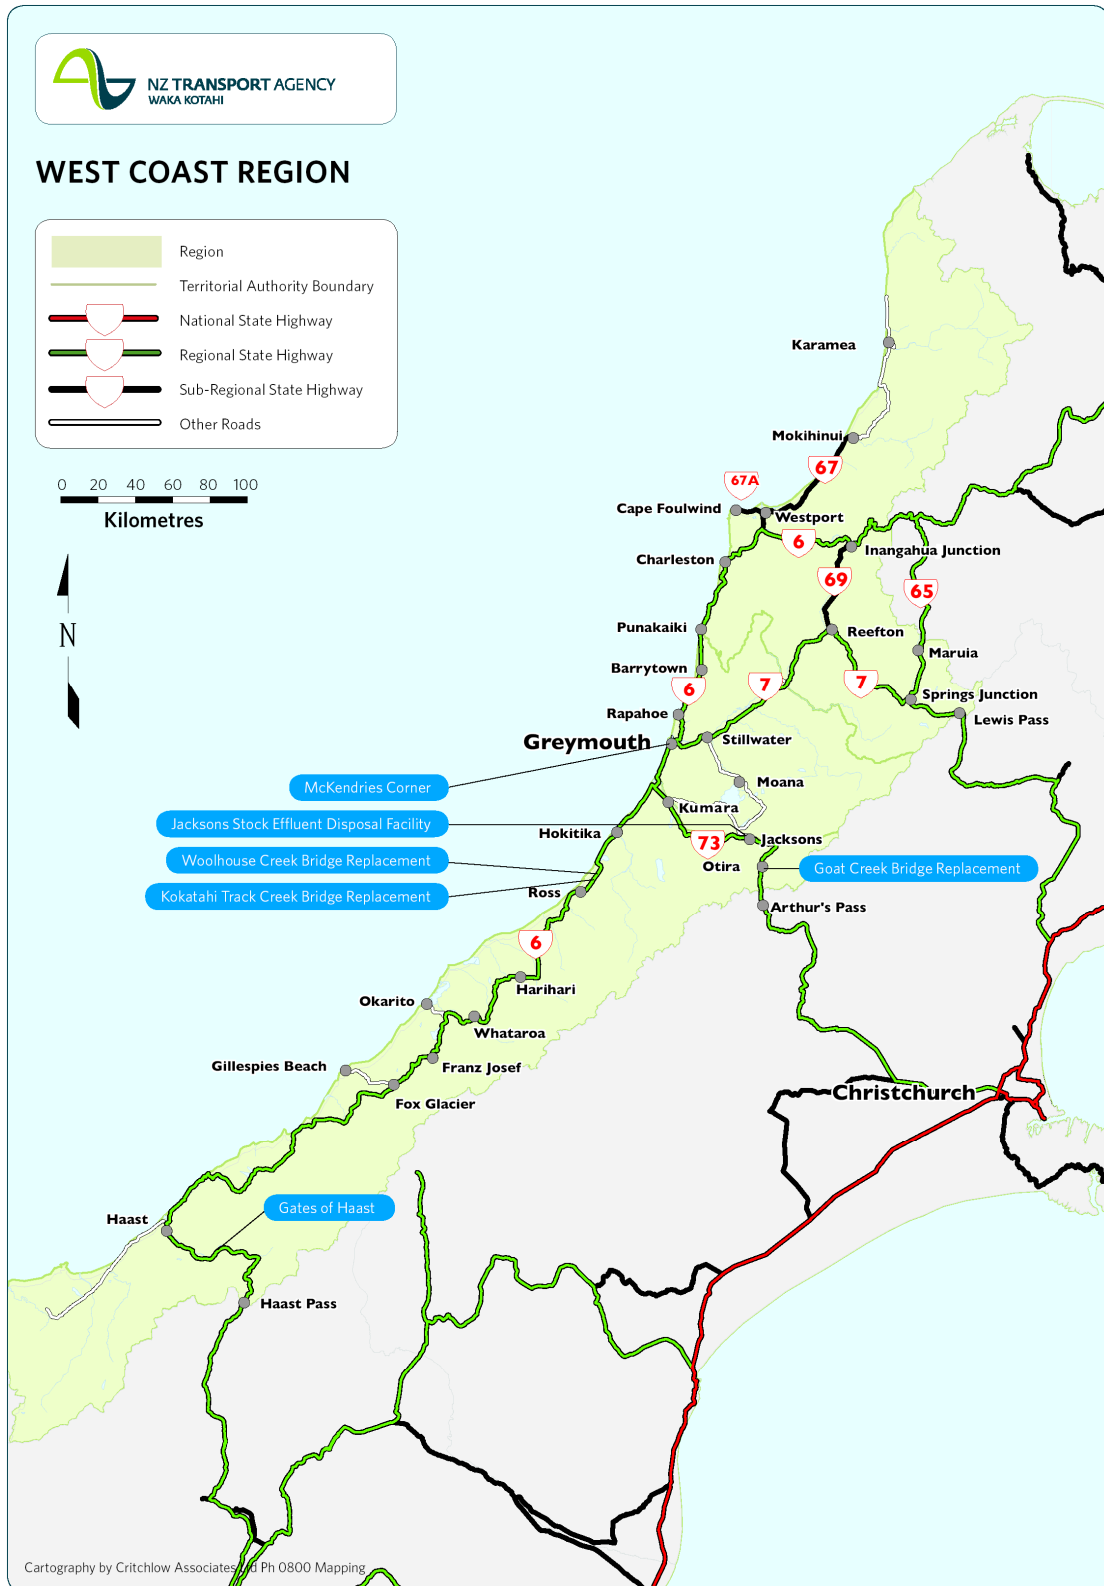 NZ TRANSPORT AGENCY
WAKA KOTAHI
WEST COAST REGION
Region
Territorial Authority Boundary
National State Highway
Regional State Highway
Sub-Regional State Highway
Other Roads
0 20 40 60 80 100
Kilometres
N
Karamea
Mokihinui
67
67A
Cape Foulwind
Westport
6
Inangahua Junction
Charleston
69
65
Punakaiki
Reefton
Maruia
Barrytown
6
7
7
Springs Junction
Rapahoe
Lewis Pass
Greymouth
Stillwater
McKendries Corner
Moana
Kumara
Jacksons Stock Effluent Disposal Facility
Hokitika
73
Jacksons
Woolhouse Creek Bridge Replacement
Otira
Goat Creek Bridge Replacement
Kokatahi Track Creek Bridge Replacement
Ross
Arthur's Pass
6
Harihari
Okarito
Whataroa
Gillespies Beach
Franz Josef
Christchurch
Fox Glacier
Gates of Haast
Haast
Haast Pass
Cartography by Critchlow Associates Ltd Ph 0800 Mapping